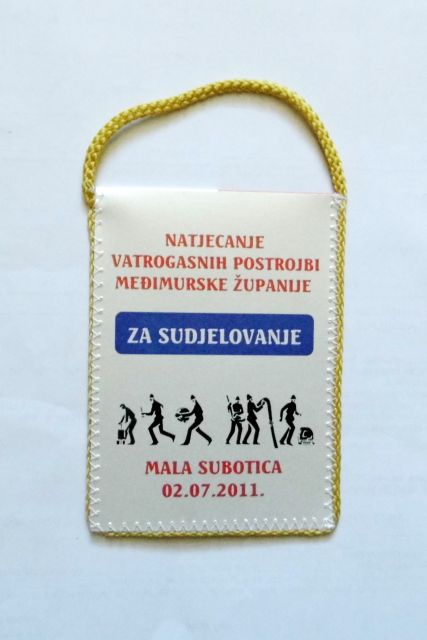 NATJECANJE
VATROGASNIH POSTROJBI
MEĐIMURSKE ŽUPANIJE
ZA SUDJELOVANJE
MALA SUBOTICA
02.07.2011.